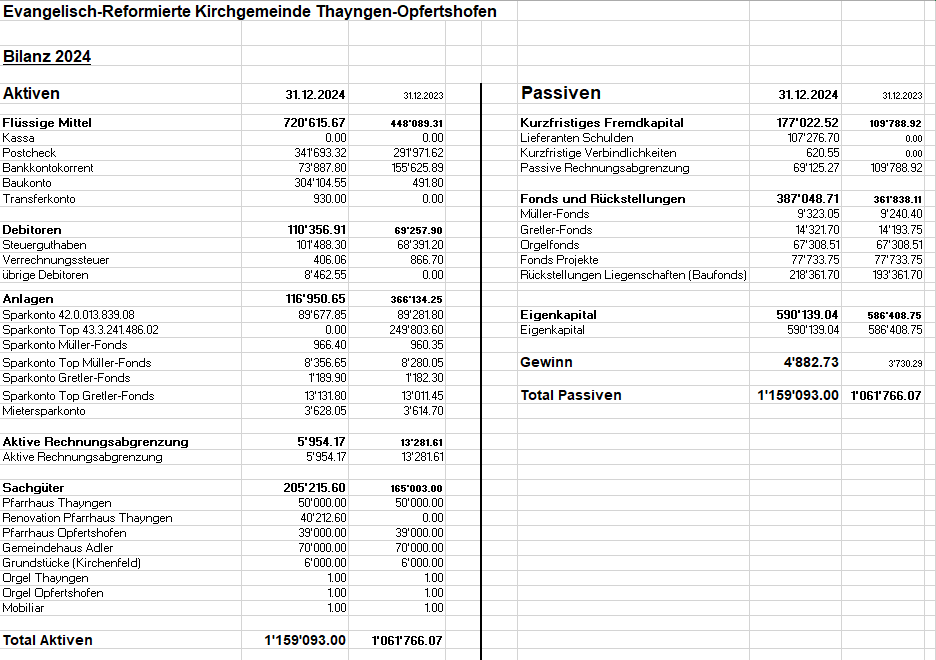 Evangelisch-Reformierte Kirchgemeinde Thayngen-Opfertshofen
Bilanz 2024
Aktiven 31.12.2024 31.12.2023
Flüssige Mittel 720'615.67 448'089.31
Kassa 0.00 0.00
Postcheck 341'693.32 291'971.62
Bankkontokorrent 73'887.80 155'625.89
Baukonto 304'104.55 491.80
Transferkonto 930.00 0.00
Debitoren 110'356.91 69'257.90
Steuerguthaben 101'488.30 68'391.20
Verrechnungssteuer 406.06 866.70
übrige Debitoren 8'462.55 0.00
Anlagen 116'950.65 366'134.25
Sparkonto 42.0.013.839.08 89'677.85 89'281.80
Sparkonto Top 43.3.241.486.02 0.00 249'803.60
Sparkonto Müller-Fonds 966.40 960.35
Sparkonto Top Müller-Fonds 8'356.65 8'280.05
Sparkonto Gretler-Fonds 1'189.90 1'182.30
Sparkonto Top Gretler-Fonds 13'131.80 13'011.45
Mietersparkonto 3'628.05 3'614.70
Aktive Rechnungsabgrenzung 5'954.17 13'281.61
Aktive Rechnungsabgrenzung 5'954.17 13'281.61
Sachgüter 205'215.60 165'003.00
Pfarrhaus Thayngen 50'000.00 50'000.00
Renovation Pfarrhaus Thayngen 40'212.60 0.00
Pfarrhaus Opfertshofen 39'000.00 39'000.00
Gemeindehaus Adler 70'000.00 70'000.00
Grundstücke (Kirchenfeld) 6'000.00 6'000.00
Orgel Thayngen 1.00 1.00
Orgel Opfertshofen 1.00 1.00
Mobiliar 1.00 1.00
Total Aktiven 1'159'093.00 1'061'766.07
Passiven 31.12.2024 31.12.2023
Kurzfristiges Fremdkapital 177'022.52 109'788.92
Lieferanten Schulden 107'276.70 0.00
Kurzfristige Verbindlichkeiten 620.55 0.00
Passive Rechnungsabgrenzung 69'125.27 109'788.92
Fonds und Rückstellungen 387'048.71 361'838.11
Müller-Fonds 9'323.05 9'240.40
Gretler-Fonds 14'321.70 14'193.75
Orgelfonds 67'308.51 67'308.51
Fonds Projekte 77'733.75 77'733.75
Rückstellungen Liegenschaften (Baufonds) 218'361.70 193'361.70
Eigenkapital 590'139.04 586'408.75
Eigenkapital 590'139.04 586'408.75
Gewinn 4'882.73 3'730.29
Total Passiven 1'159'093.00 1'061'766.07